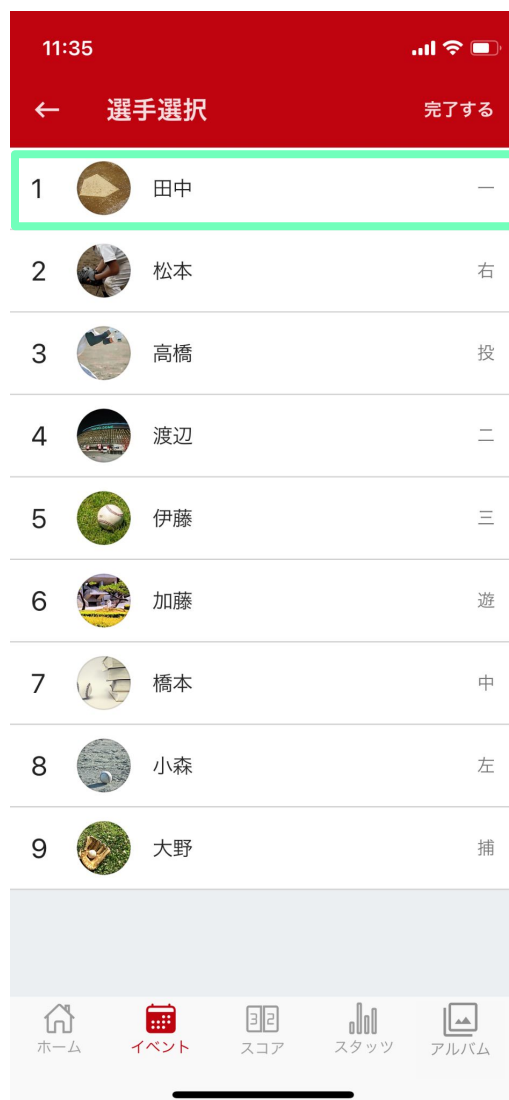 11:35
← 選手選択 完了する
1 田中 一
2 松本 右
3 高橋 投
4 渡辺 二
5 伊藤 三
6 加藤 遊
7 橋本 中
8 小森 左
9 大野 捕
ホーム イベント スコア スタッツ アルバム